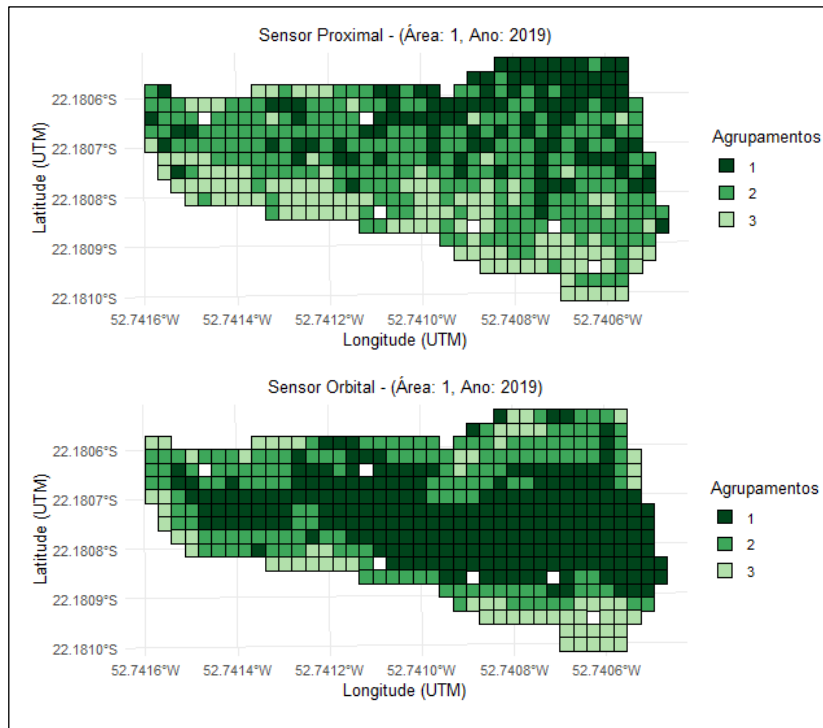 Sensor Proximal - (Área: 1, Ano: 2019)
22.1806°S
22.1807°S
22.1808°S
22.1809°S
22.1810°S
Latitude (UTM)
52.7416°W 52.7414°W 52.7412°W 52.7410°W 52.7408°W 52.7406°W
Longitude (UTM)
Agrupamentos
1
2
3
Sensor Orbital - (Área: 1, Ano: 2019)
22.1806°S
22.1807°S
22.1808°S
22.1809°S
22.1810°S
Latitude (UTM)
52.7416°W 52.7414°W 52.7412°W 52.7410°W 52.7408°W 52.7406°W
Longitude (UTM)
Agrupamentos
1
2
3